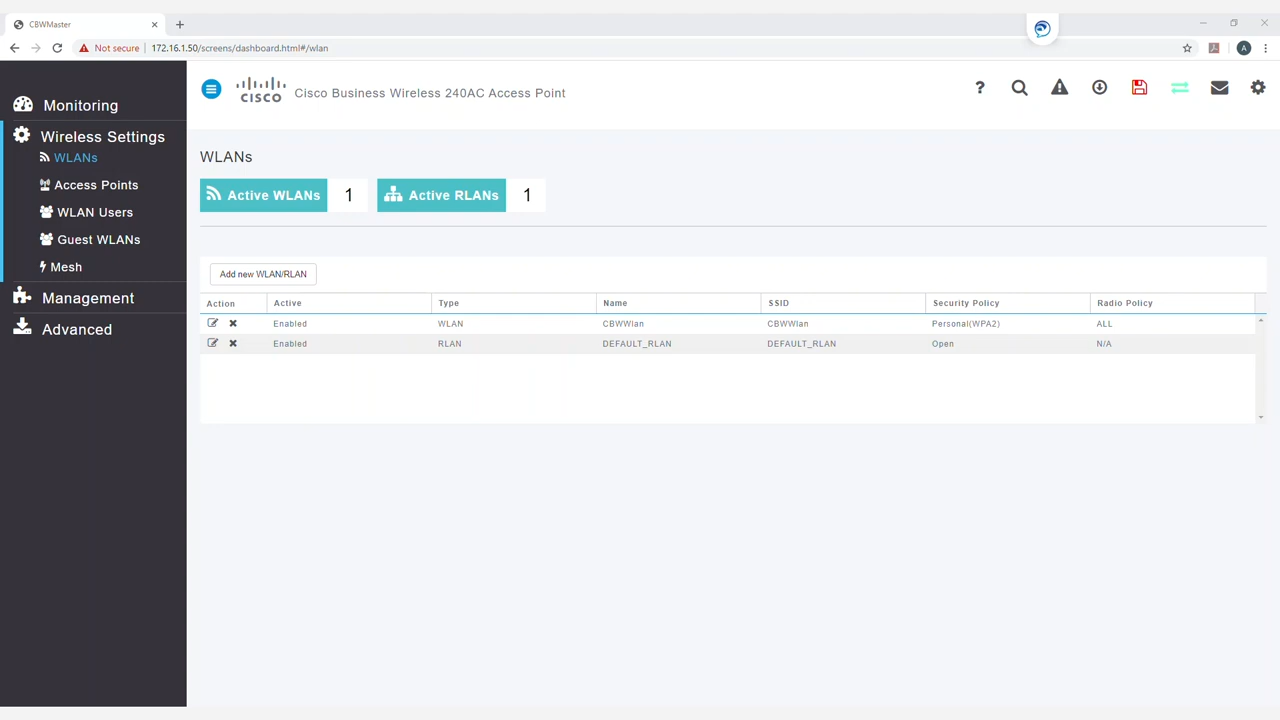 CBWMaster
Not secure 172.16.1.50/screens/dashboard.html#/wlan
A
Monitoring
Wireless Settings
WLANs
Access Points
WLAN Users
Guest WLANs
Mesh
Management
Advanced
CISCO Cisco Business Wireless 240AC Access Point
?
WLANs
Active WLANs 1 Active RLANs 1
Add new WLAN/RLAN
Action Active Type Name SSID Security Policy Radio Policy
Enabled WLAN CBWWlan CBWWlan Personal(WPA2) ALL
Enabled RLAN DEFAULT_RLAN DEFAULT_RLAN Open N/A